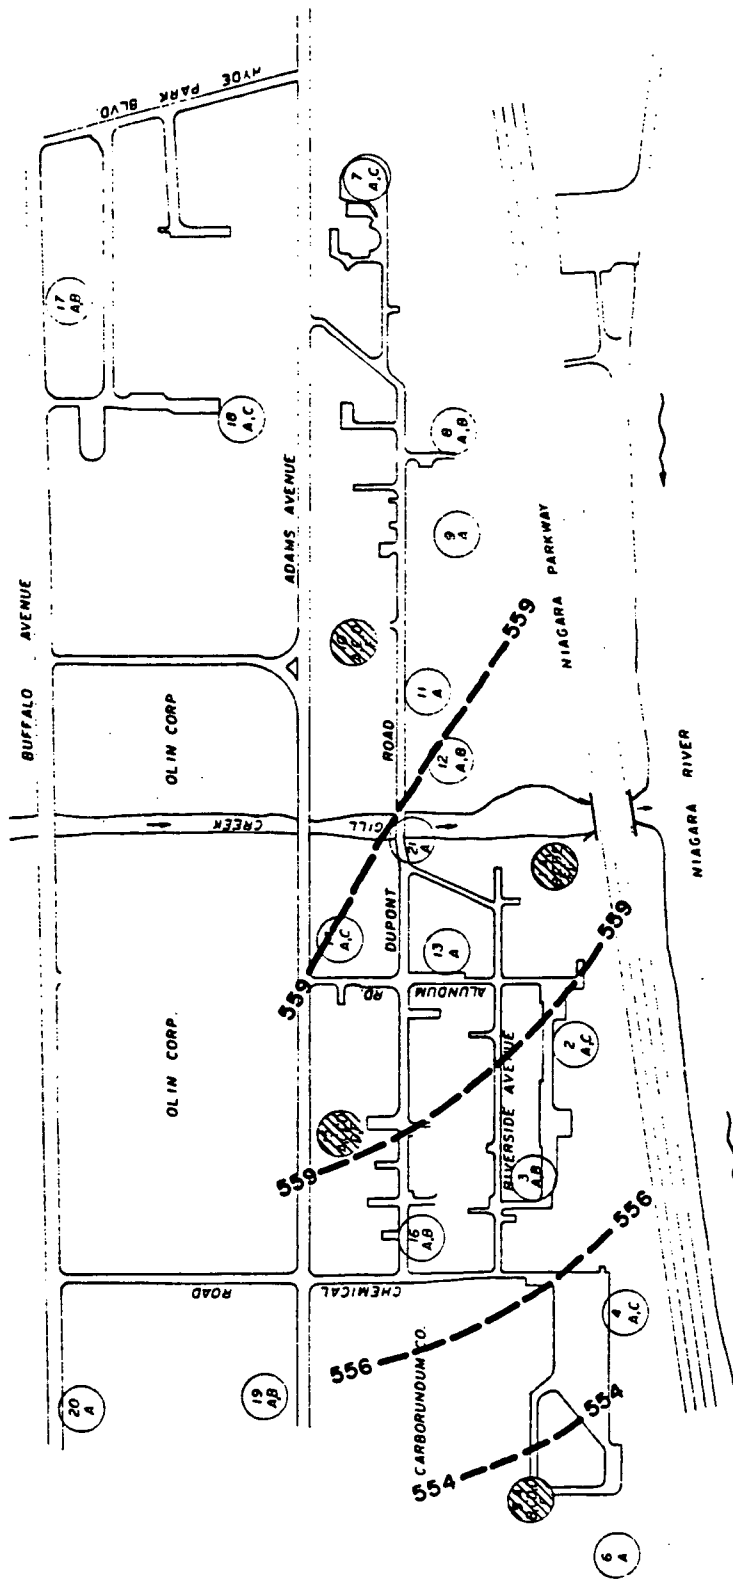 HYDE PARK BLVD
7
A,C
17
A,B
18
A,C
8
A,B
ADAMS AVENUE
9
A
BUFFALO AVENUE
NIAGARA PARKWAY
559
OLIN CORP
11
A
ROAD
12
A,B
CREEK
GILL
21
A
NIAGARA RIVER
A,C
DUPONT
13
A
559
559
RD.
ALUNDUM
OLIN CORP.
2
A,C
RIVERSIDE AVENUE
559
3
A,B
16
A,B
556
ROAD
CHEMICAL
4
A,C
556
CARBORUNDUM CO.
19
A,B
20
A
554
554
6
A